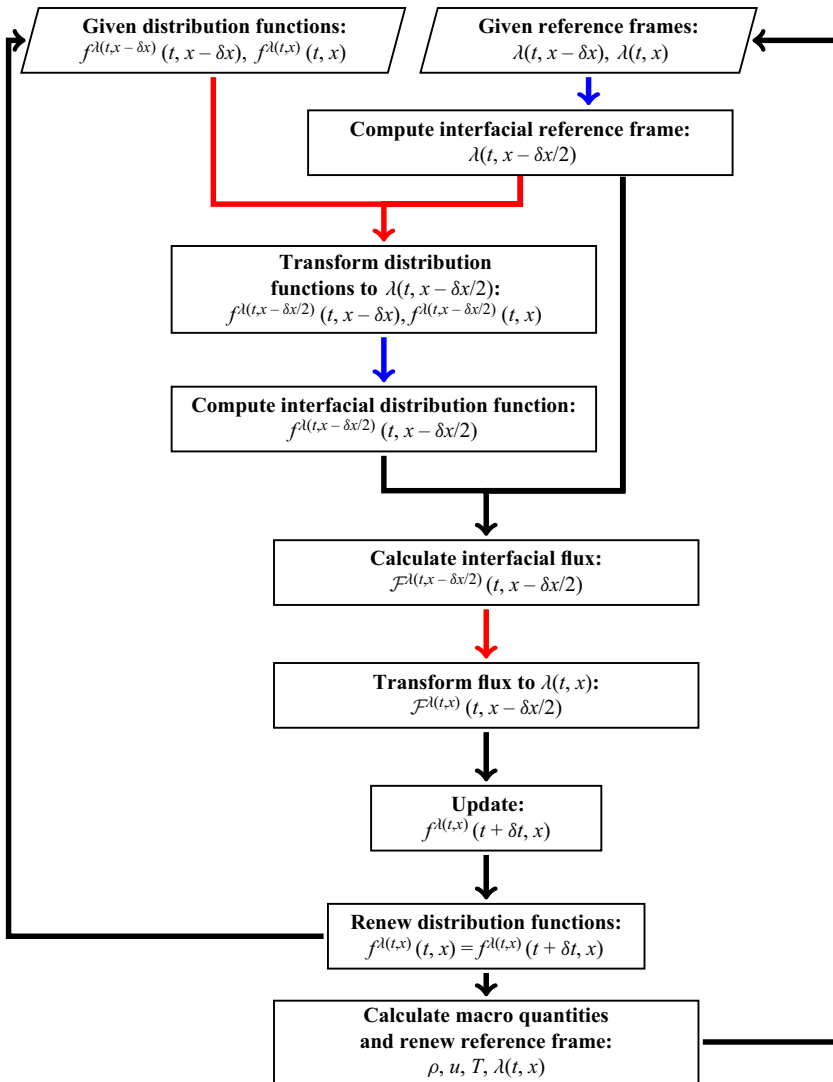 Given distribution functions:
f^λ(t,x − δx) (t, x − δx), f^λ(t,x) (t, x)
Given reference frames:
λ(t, x − δx), λ(t, x)
Compute interfacial reference frame:
λ(t, x − δx/2)
Transform distribution
functions to λ(t, x − δx/2):
f^λ(t,x − δx/2) (t, x − δx), f^λ(t,x − δx/2) (t, x)
Compute interfacial distribution function:
f^λ(t,x − δx/2) (t, x − δx/2)
Calculate interfacial flux:
ℱ^λ(t,x − δx/2) (t, x − δx/2)
Transform flux to λ(t, x):
ℱ^λ(t,x) (t, x − δx/2)
Update:
f^λ(t,x) (t + δt, x)
Renew distribution functions:
f^λ(t,x) (t, x) = f^λ(t,x) (t + δt, x)
Calculate macro quantities
and renew reference frame:
ρ, u, T, λ(t, x)